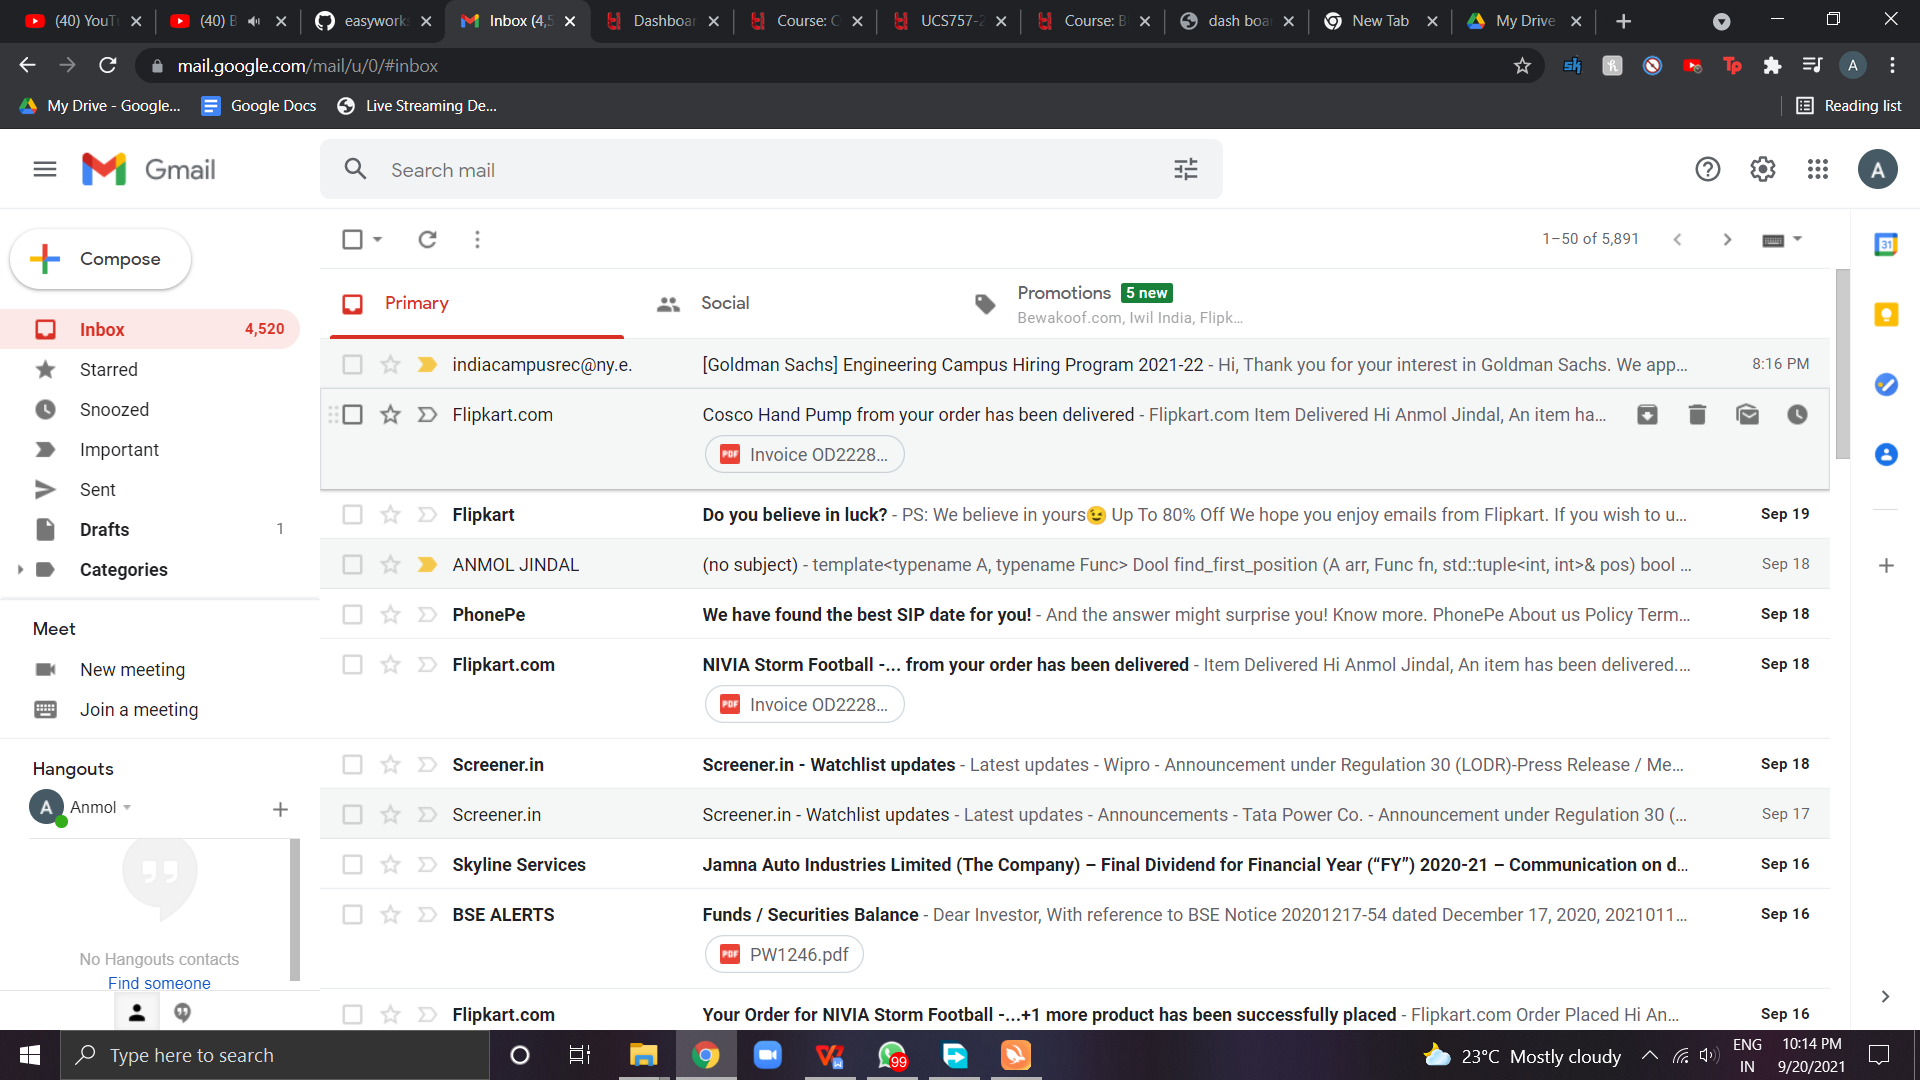 (40) YouTu
(40) B
easywork
Inbox (4,5
Dashboar
Course: C
UCS757-2
Course: B
dash boa
New Tab
My Drive
mail.google.com/mail/u/0/#inbox
My Drive - Google...
Google Docs
Live Streaming De...
Reading list
Gmail
Search mail
A
Compose
1–50 of 5,891
Primary
Social
Promotions 5 new
Bewakoof.com, Iwil India, Flipk...
Inbox 4,520
Starred
Snoozed
Important
Sent
Drafts 1
Categories
Meet
New meeting
Join a meeting
Hangouts
A Anmol
No Hangouts contacts
Find someone
indiacampusrec@ny.e. [Goldman Sachs] Engineering Campus Hiring Program 2021-22 - Hi, Thank you for your interest in Goldman Sachs. We app... 8:16 PM
Flipkart.com Cosco Hand Pump from your order has been delivered - Flipkart.com Item Delivered Hi Anmol Jindal, An item ha...
PDF Invoice OD2228...
Flipkart Do you believe in luck? - PS: We believe in yours😉 Up To 80% Off We hope you enjoy emails from Flipkart. If you wish to u... Sep 19
ANMOL JINDAL (no subject) - template<typename A, typename Func> Dool find_first_position (A arr, Func fn, std::tuple<int, int>& pos) bool ... Sep 18
PhonePe We have found the best SIP date for you! - And the answer might surprise you! Know more. PhonePe About us Policy Term... Sep 18
Flipkart.com NIVIA Storm Football -... from your order has been delivered - Item Delivered Hi Anmol Jindal, An item has been delivered.... Sep 18
PDF Invoice OD2228...
Screener.in Screener.in - Watchlist updates - Latest updates - Wipro - Announcement under Regulation 30 (LODR)-Press Release / Me... Sep 18
Screener.in Screener.in - Watchlist updates - Latest updates - Announcements - Tata Power Co. - Announcement under Regulation 30 (... Sep 17
Skyline Services Jamna Auto Industries Limited (The Company) – Final Dividend for Financial Year (“FY”) 2020-21 – Communication on d... Sep 16
BSE ALERTS Funds / Securities Balance - Dear Investor, With reference to BSE Notice 20201217-54 dated December 17, 2020, 2021011... Sep 16
PDF PW1246.pdf
Flipkart.com Your Order for NIVIA Storm Football -...+1 more product has been successfully placed - Flipkart.com Order Placed Hi An... Sep 16
Type here to search
99
23°C Mostly cloudy
ENG
IN
10:14 PM
9/20/2021